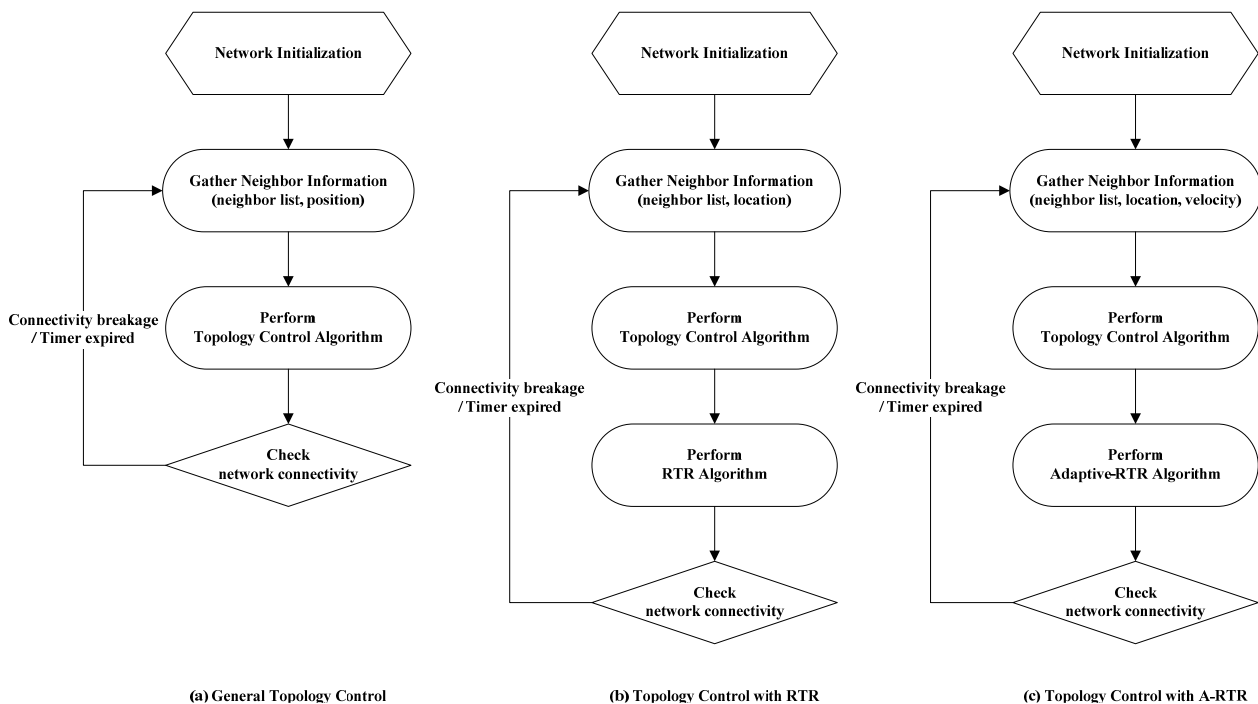 Network Initialization
Gather Neighbor Information
(neighbor list, position)
Perform
Topology Control Algorithm
Connectivity breakage
/ Timer expired
Check
network connectivity
(a) General Topology Control
Network Initialization
Gather Neighbor Information
(neighbor list, location)
Perform
Topology Control Algorithm
Connectivity breakage
/ Timer expired
Perform
RTR Algorithm
Check
network connectivity
(b) Topology Control with RTR
Network Initialization
Gather Neighbor Information
(neighbor list, location, velocity)
Perform
Topology Control Algorithm
Connectivity breakage
/ Timer expired
Perform
Adaptive-RTR Algorithm
Check
network connectivity
(c) Topology Control with A-RTR